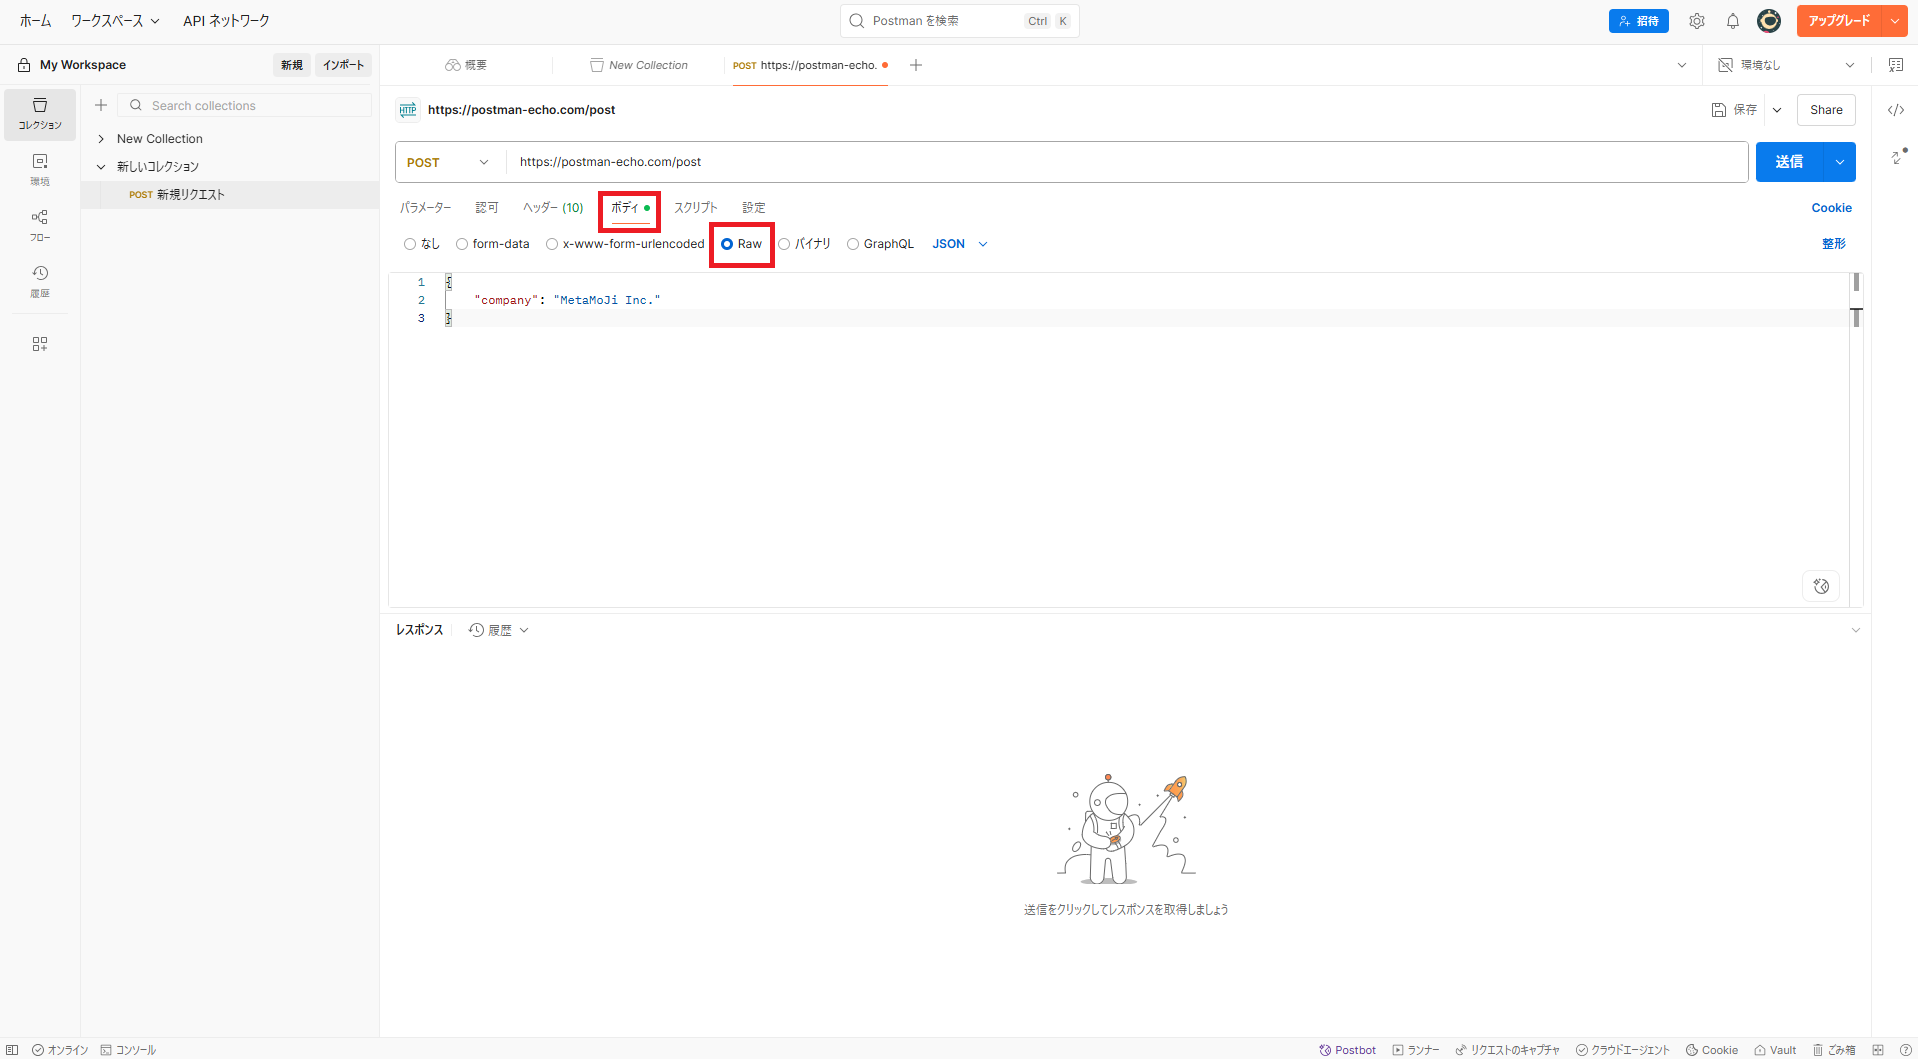 ホーム ワークスペース API ネットワーク Postman を検索 Ctrl K 招待 アップグレード
My Workspace 新規 インポート 概要 New Collection POST https://postman-echo. 環境なし
コレクション Search collections
HTTP https://postman-echo.com/post 保存 Share
New Collection
新しいコレクション
POST 新規リクエスト
環境
フロー
履歴
POST https://postman-echo.com/post 送信
パラメーター 認可 ヘッダー (10) ボディ スクリプト 設定 Cookie
なし form-data x-www-form-urlencoded Raw バイナリ GraphQL JSON 整形
1 {
2 "company": "MetaMoJi Inc."
3 }
レスポンス 履歴
送信をクリックしてレスポンスを取得しましょう
オンライン コンソール Postbot ランナー リクエストのキャプチャ クラウドエージェント Cookie Vault ごみ箱